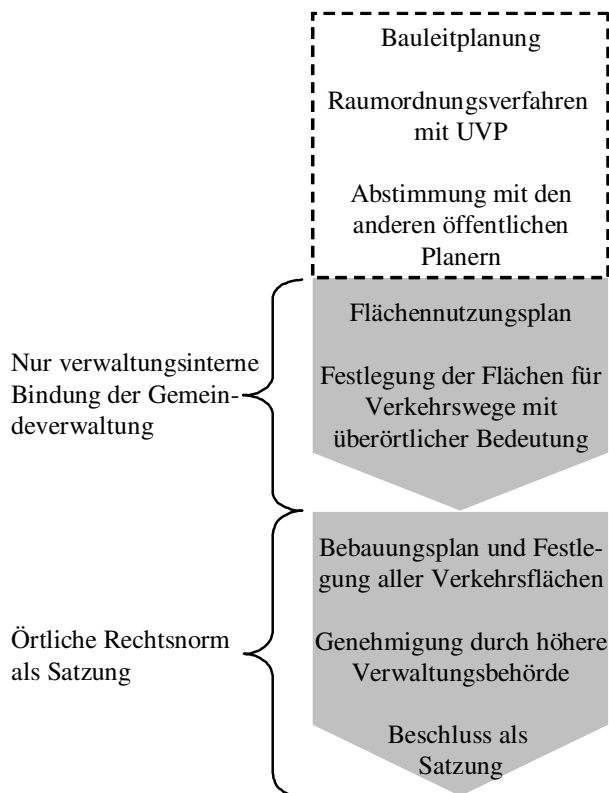 Bauleitplanung
Raumordnungsverfahren
mit UVP
Abstimmung mit den
anderen öffentlichen
Planern
Nur verwaltungsinterne
Bindung der Gemein-
deverwaltung
Flächennutzungsplan
Festlegung der Flächen für
Verkehrswege mit
überörtlicher Bedeutung
Örtliche Rechtsnorm
als Satzung
Bebauungsplan und Festle-
gung aller Verkehrsflächen
Genehmigung durch höhere
Verwaltungsbehörde
Beschluss als
Satzung